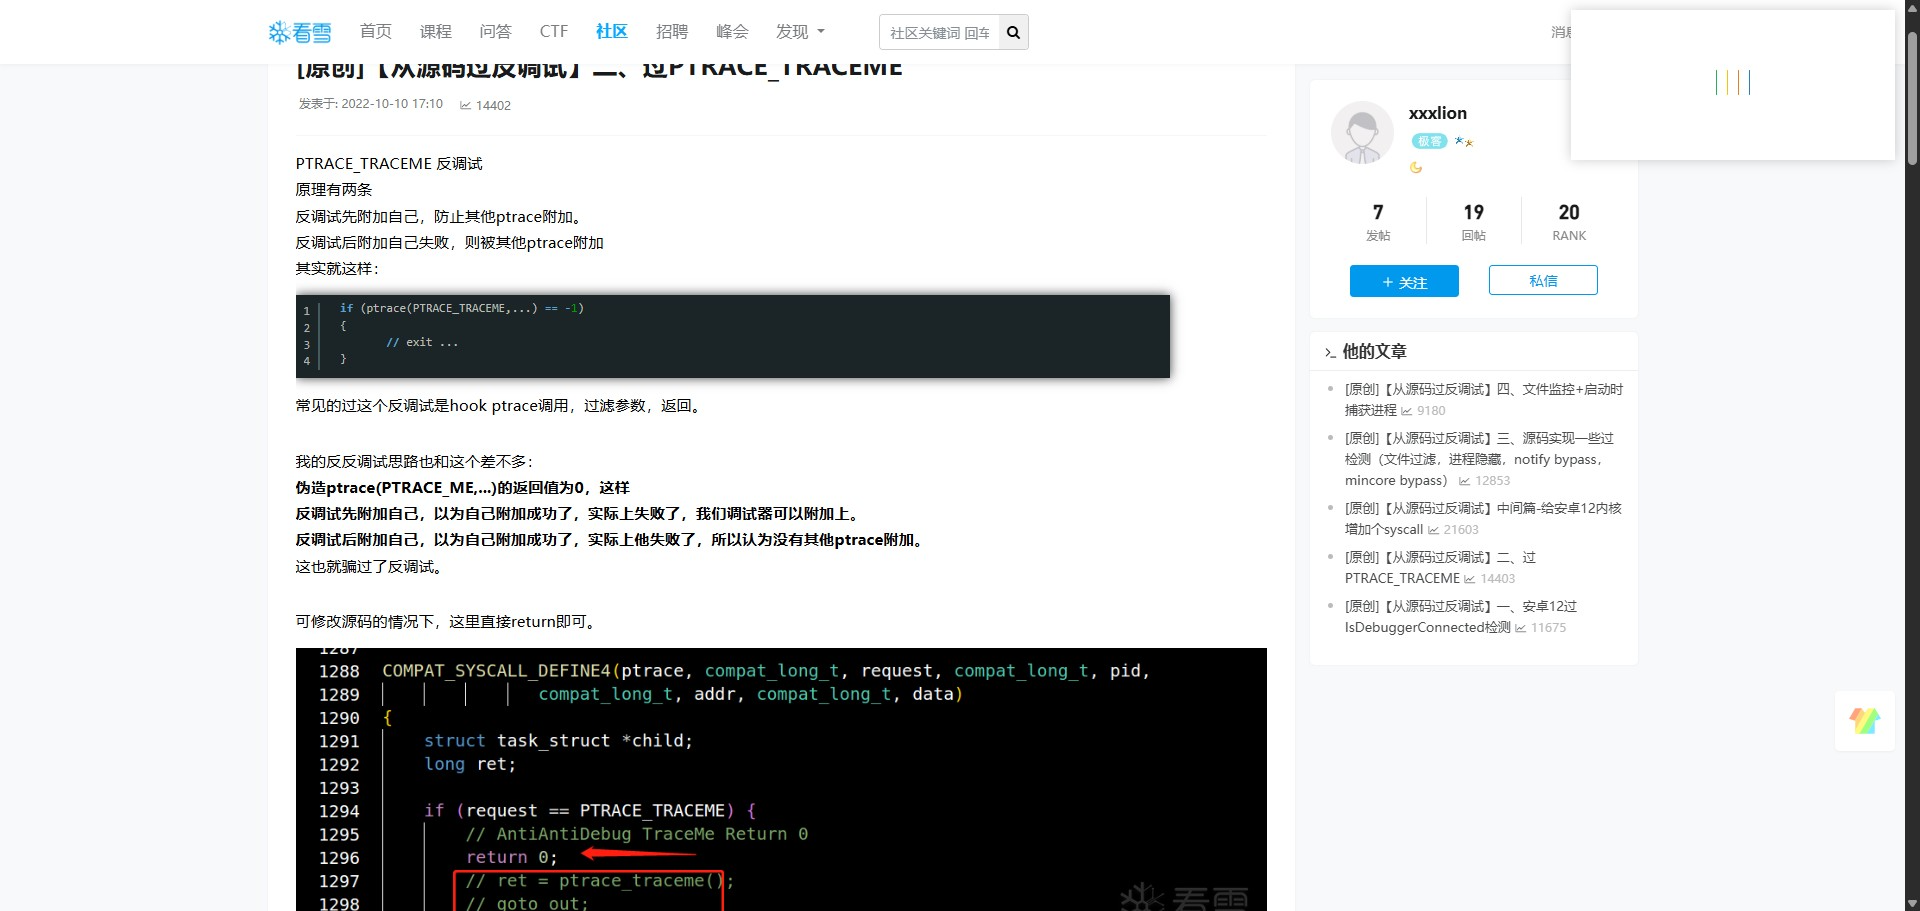 看雪
首页 课程 问答 CTF 社区 招聘 峰会 发现
社区关键词 回车
消息
[原创]【从源码过反调试】二、过PTRACE_TRACEME
发表于: 2022-10-10 17:10 14402
PTRACE_TRACEME 反调试
原理有两条
反调试先附加自己，防止其他ptrace附加。
反调试后附加自己失败，则被其他ptrace附加
其实就这样：
1 if (ptrace(PTRACE_TRACEME,...) == -1)
2 {
3 // exit ...
4 }
常见的过这个反调试是hook ptrace调用，过滤参数，返回。
我的反反调试思路也和这个差不多：
伪造ptrace(PTRACE_ME,...)的返回值为0，这样
反调试先附加自己，以为自己附加成功了，实际上失败了，我们调试器可以附加上。
反调试后附加自己，以为自己附加成功了，实际上他失败了，所以认为没有其他ptrace附加。
这也就骗过了反调试。
可修改源码的情况下，这里直接return即可。
1287
1288 COMPAT_SYSCALL_DEFINE4(ptrace, compat_long_t, request, compat_long_t, pid,
1289 compat_long_t, addr, compat_long_t, data)
1290 {
1291 struct task_struct *child;
1292 long ret;
1293
1294 if (request == PTRACE_TRACEME) {
1295 // AntiAntiDebug TraceMe Return 0
1296 return 0;
1297 // ret = ptrace_traceme();
1298 // goto out;
看雪
xxxlion
极客
7 19 20
发帖 回帖 RANK
+ 关注 私信
他的文章
[原创]【从源码过反调试】四、文件监控+启动时
捕获进程 9180
[原创]【从源码过反调试】三、源码实现一些过
检测（文件过滤，进程隐藏，notify bypass，
mincore bypass） 12853
[原创]【从源码过反调试】中间篇-给安卓12内核
增加个syscall 21603
[原创]【从源码过反调试】二、过
PTRACE_TRACEME 14403
[原创]【从源码过反调试】一、安卓12过
IsDebuggerConnected检测 11675